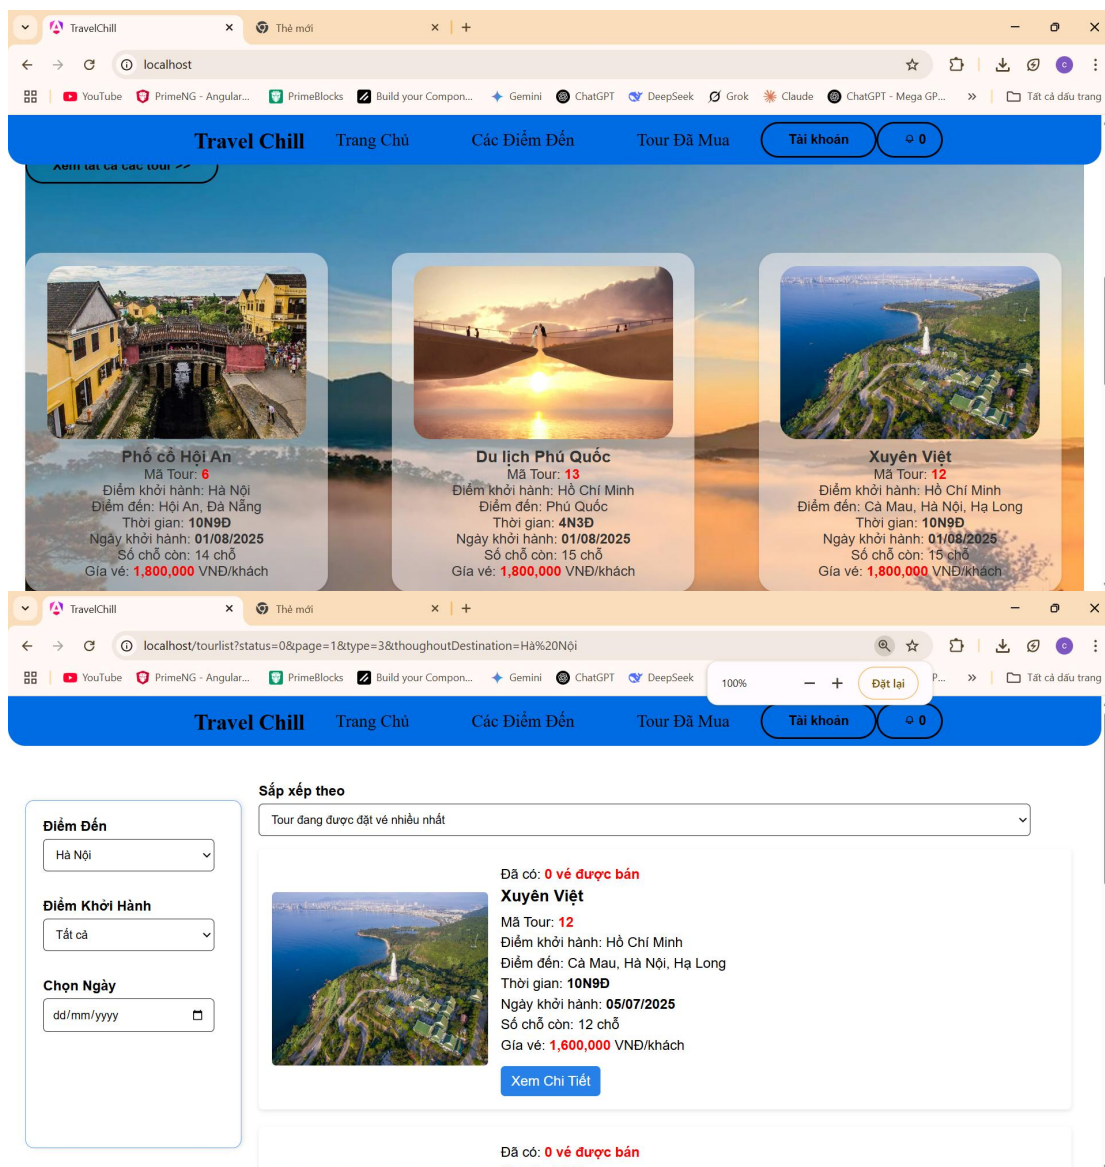 TravelChill
Thẻ mới
localhost
YouTube
PrimeNG - Angular...
PrimeBlocks
Build your Compon...
Gemini
ChatGPT
DeepSeek
Grok
Claude
ChatGPT - Mega GP...
Tất cả dấu trang
Travel Chill
Trang Chủ
Các Điểm Đến
Tour Đã Mua
Tài khoản
0
Xem tất cả các tour >>
Phố cổ Hội An
Mã Tour: 6
Điểm khởi hành: Hà Nội
Điểm đến: Hội An, Đà Nẵng
Thời gian: 10N9Đ
Ngày khởi hành: 01/08/2025
Số chỗ còn: 14 chỗ
Gía vé: 1,800,000 VNĐ/khách
Du lịch Phú Quốc
Mã Tour: 13
Điểm khởi hành: Hồ Chí Minh
Điểm đến: Phú Quốc
Thời gian: 4N3Đ
Ngày khởi hành: 01/08/2025
Số chỗ còn: 15 chỗ
Gía vé: 1,800,000 VNĐ/khách
Xuyên Việt
Mã Tour: 12
Điểm khởi hành: Hồ Chí Minh
Điểm đến: Cà Mau, Hà Nội, Hạ Long
Thời gian: 10N9Đ
Ngày khởi hành: 01/08/2025
Số chỗ còn: 15 chỗ
Gía vé: 1,800,000 VNĐ/khách
TravelChill
Thẻ mới
localhost/tourlist?status=0&page=1&type=3&thoughoutDestination=Hà%20Nội
YouTube
PrimeNG - Angular...
PrimeBlocks
Build your Compon...
Gemini
ChatGPT
DeepSeek
P...
Tất cả dấu trang
100%
Đặt lại
Travel Chill
Trang Chủ
Các Điểm Đến
Tour Đã Mua
Tài khoản
0
Sắp xếp theo
Tour đang được đặt vé nhiều nhất
Điểm Đến
Hà Nội
Điểm Khởi Hành
Tất cả
Chọn Ngày
dd/mm/yyyy
Đã có: 0 vé được bán
Xuyên Việt
Mã Tour: 12
Điểm khởi hành: Hồ Chí Minh
Điểm đến: Cà Mau, Hà Nội, Hạ Long
Thời gian: 10N9Đ
Ngày khởi hành: 05/07/2025
Số chỗ còn: 12 chỗ
Gía vé: 1,600,000 VNĐ/khách
Xem Chi Tiết
Đã có: 0 vé được bán